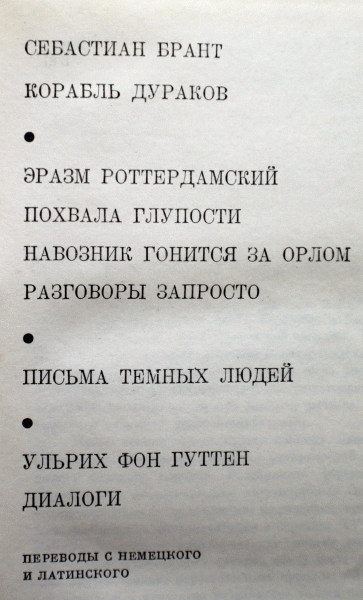 СЕБАСТИАН БРАНТ
КОРАБЛЬ ДУРАКОВ
●
ЭРАЗМ РОТТЕРДАМСКИЙ
ПОХВАЛА ГЛУПОСТИ
НАВОЗНИК ГОНИТСЯ ЗА ОРЛОМ
РАЗГОВОРЫ ЗАПРОСТО
●
ПИСЬМА ТЕМНЫХ ЛЮДЕЙ
●
УЛЬРИХ ФОН ГУТТЕН
ДИАЛОГИ
ПЕРЕВОДЫ С НЕМЕЦКОГО
И ЛАТИНСКОГО